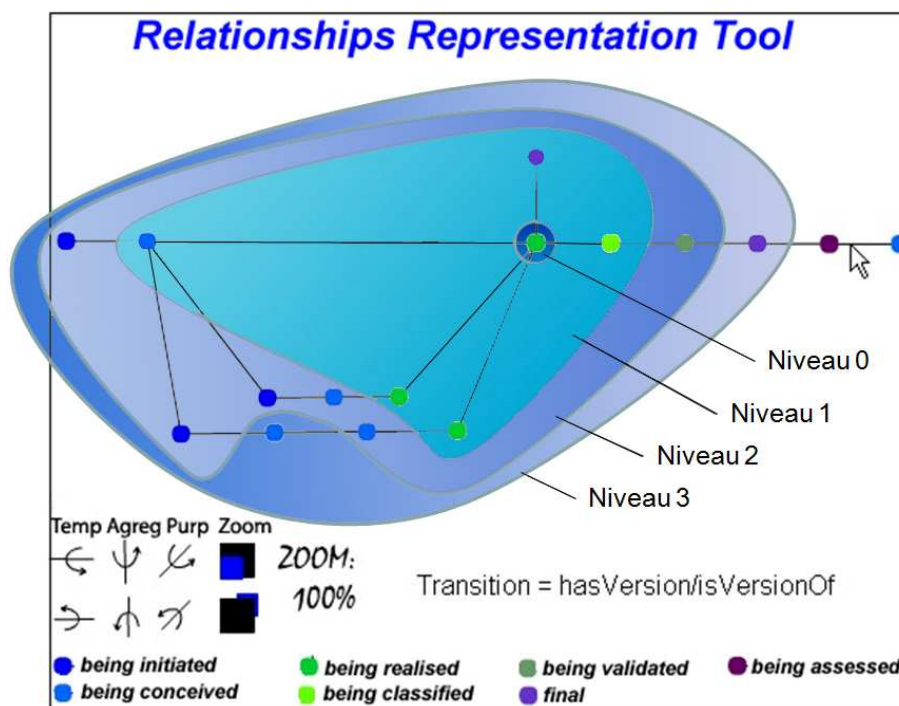 Relationships Representation Tool
Niveau 0
Niveau 1
Niveau 2
Niveau 3
Temp Agreg Purp Zoom
ZOOM:
100%
Transition = hasVersion/isVersionOf
being initiated
being realised
being validated
being assessed
being conceived
being classified
final